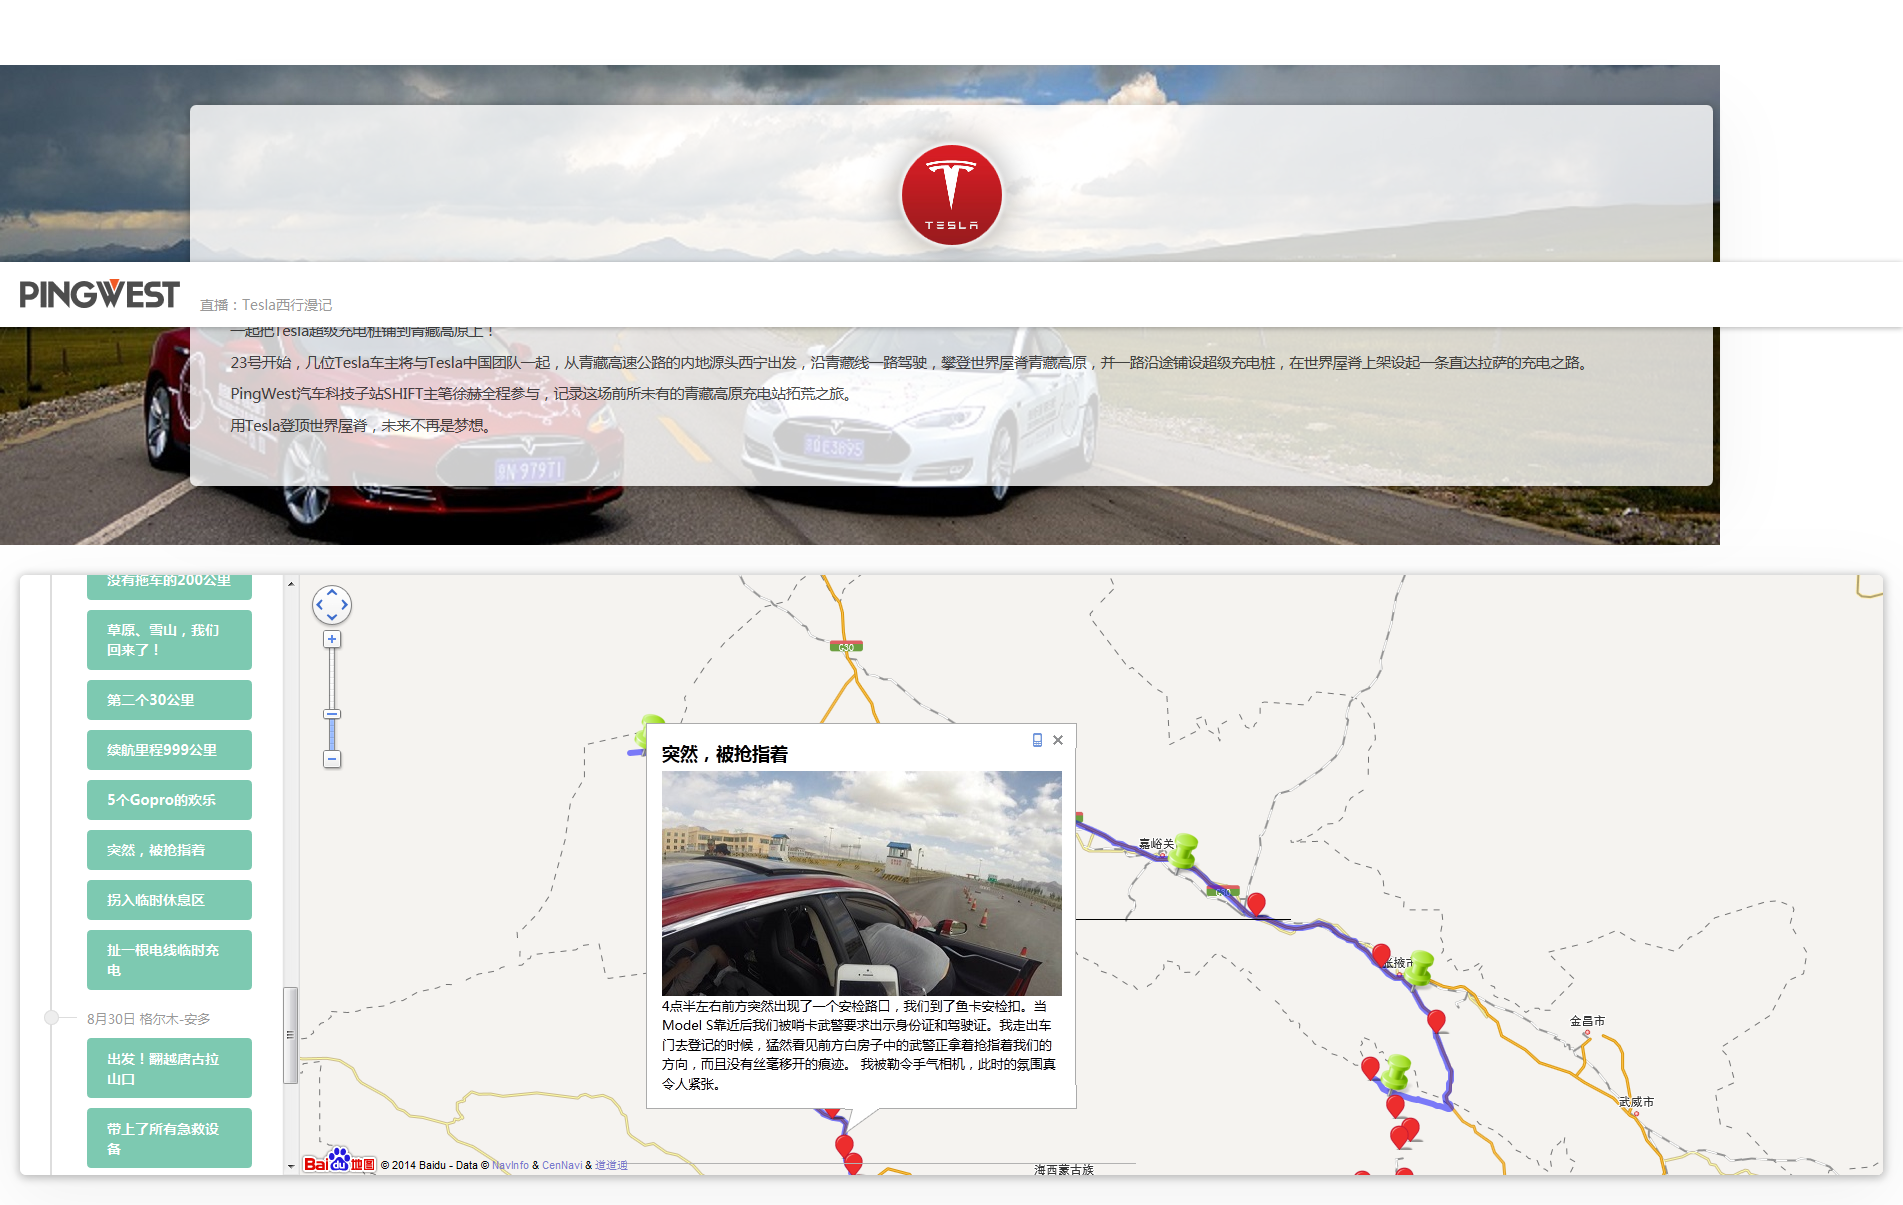 TESLA
PINGWEST
直播：Tesla西行漫记
一起把Tesla超级充电桩铺到青藏高原上！
23号开始，几位Tesla车主将与Tesla中国团队一起，从青藏高速公路的内地源头西宁出发，沿青藏线一路驾驶，攀登世界屋脊青藏高原，并一路沿途铺设超级充电桩，在世界屋脊上架设起一条直达拉萨的充电之路。
PingWest汽车科技子站SHIFT主笔徐赫全程参与，记录这场前所未有的青藏高原充电站拓荒之旅。
用Tesla登顶世界屋脊，未来不再是梦想。
没有拖车的200公里
草原、雪山，我们
回来了！
第二个30公里
续航里程999公里
5个Gopro的欢乐
突然，被抢指着
拐入临时休息区
扯一根电线临时充
电
8月30日 格尔木-安多
出发！翻越唐古拉
山口
带上了所有急救设
备
G30
突然，被抢指着
4点半左右前方突然出现了一个安检路口，我们到了鱼卡安检扣。当
Model S靠近后我们被哨卡武警要求出示身份证和驾驶证。我走出车
门去登记的时候，猛然看见前方白房子中的武警正拿着抢指着我们的
方向，而且没有丝毫移开的痕迹。 我被勒令手气相机，此时的氛围真
令人紧张。
嘉峪关
张掖市
金昌市
武威市
海西蒙古族
Bai du 地图 © 2014 Baidu - Data © NavInfo & CenNavi & 道道通